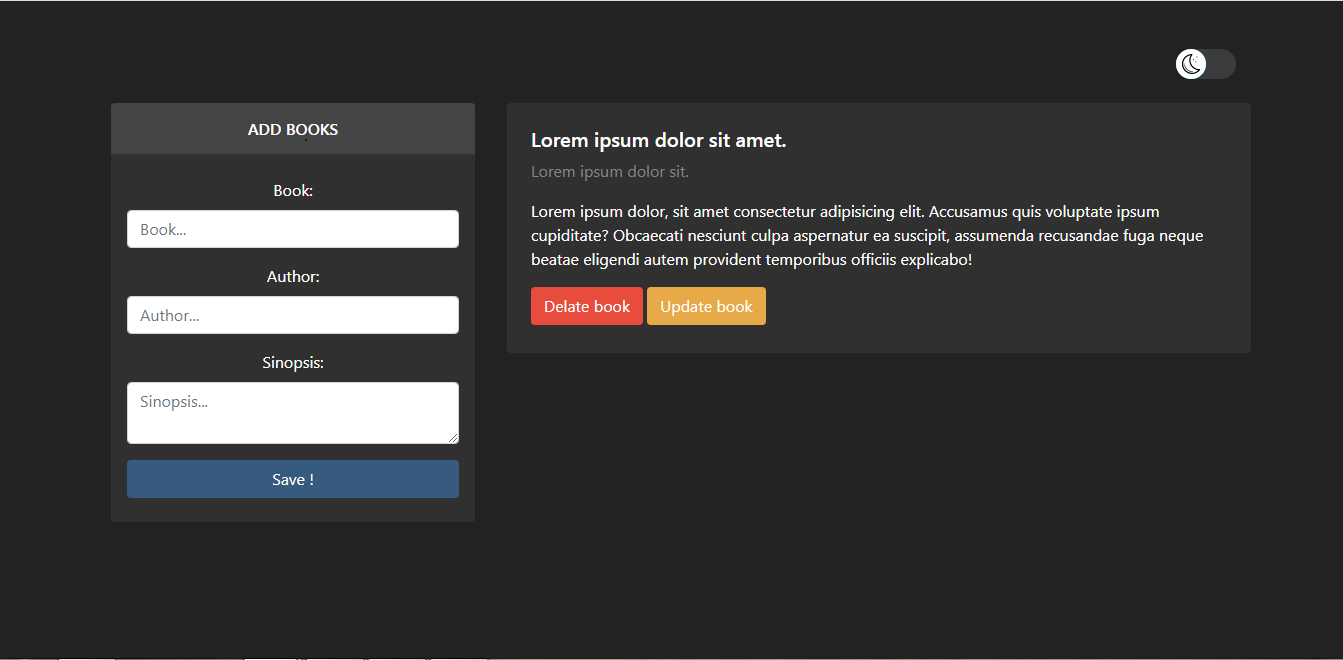 ADD BOOKS
Book:
Book...
Author:
Author...
Sinopsis:
Sinopsis...
Save !
Lorem ipsum dolor sit amet.
Lorem ipsum dolor sit.
Lorem ipsum dolor, sit amet consectetur adipisicing elit. Accusamus quis voluptate ipsum
cupiditate? Obcaecati nesciunt culpa aspernatur ea suscipit, assumenda recusandae fuga neque
beatae eligendi autem provident temporibus officiis explicabo!
Delate book Update book